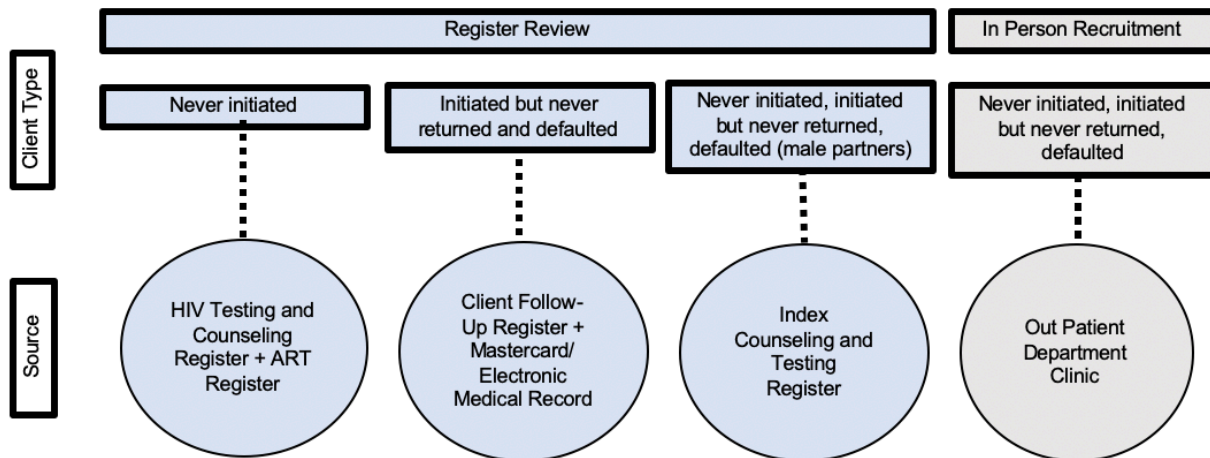 Register Review
In Person Recruitment
Client Type
Never initiated
Initiated but never
returned and defaulted
Never initiated, initiated
but never returned,
defaulted (male partners)
Never initiated, initiated
but never returned,
defaulted
Source
HIV Testing and
Counseling
Register + ART
Register
Client Follow-
Up Register +
Mastercard/
Electronic
Medical Record
Index
Counseling and
Testing
Register
Out Patient
Department
Clinic